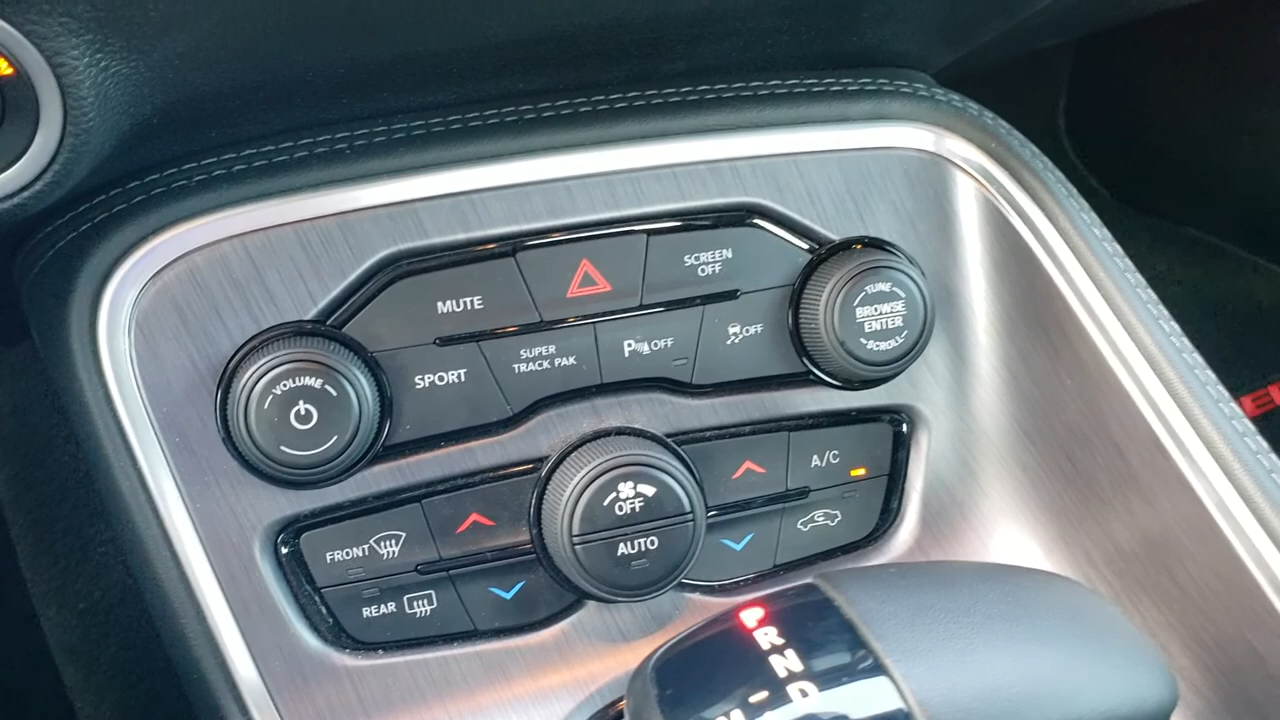 MUTE
SCREEN
OFF
VOLUME
SPORT
SUPER
TRACK PAK
P OFF
OFF
TUNE
BROWSE
ENTER
SCROLL
FRONT
OFF
AUTO
A/C
REAR
P
R
N
D